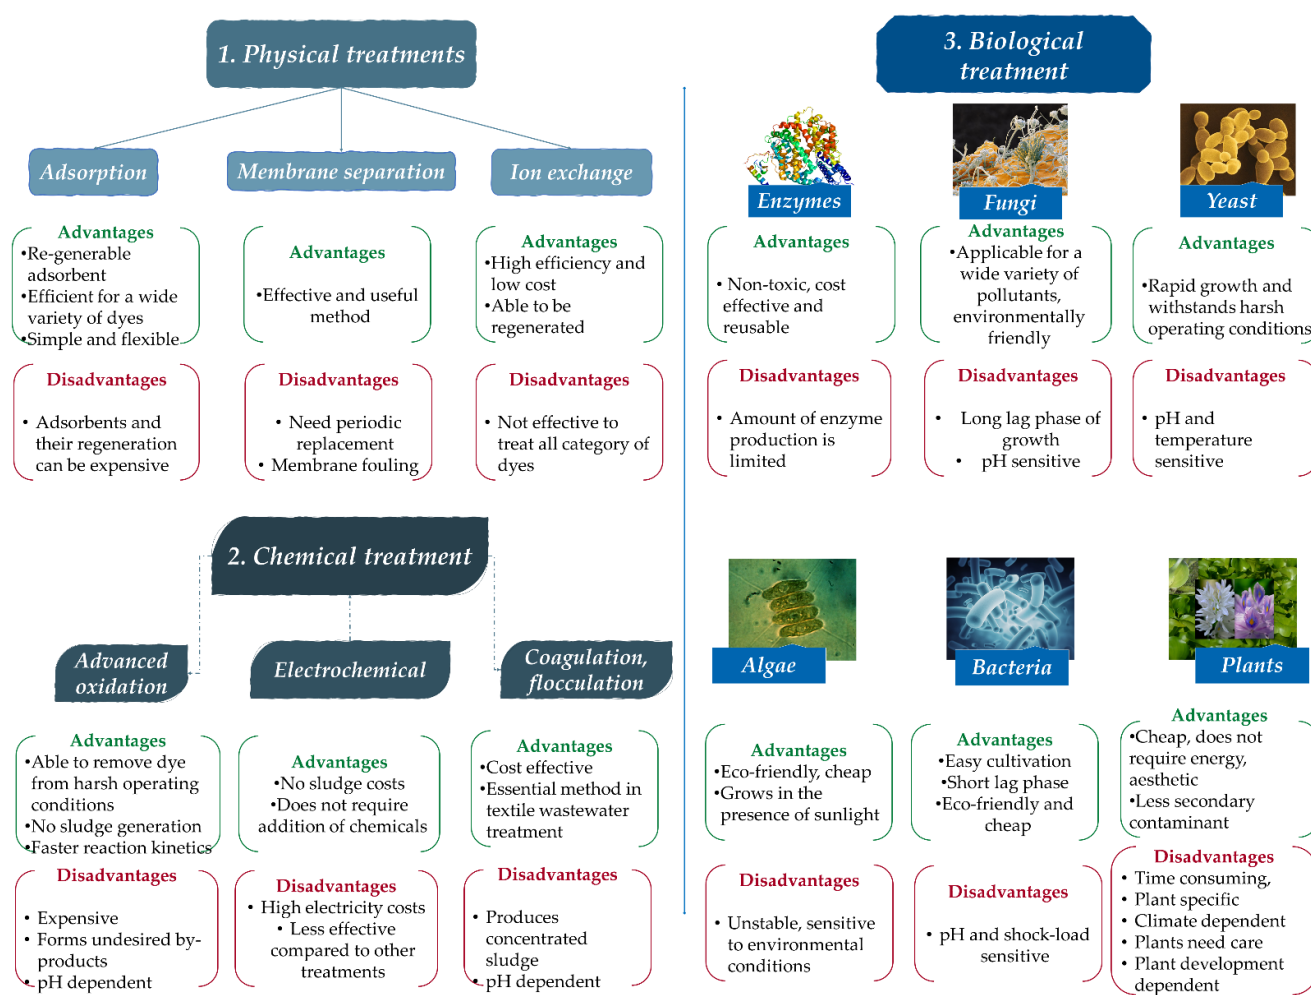 1. Physical treatments
Adsorption
Membrane separation
Ion exchange
Advantages
•Re-generable
adsorbent
•Efficient for a wide
variety of dyes
•Simple and flexible
Advantages
•Effective and useful
method
Advantages
•High efficiency and
low cost
•Able to be
regenerated
Disadvantages
• Adsorbents and
their regeneration
can be expensive
Disadvantages
• Need periodic
replacement
• Membrane fouling
Disadvantages
• Not effective to
treat all category of
dyes
2. Chemical treatment
Advanced
oxidation
Electrochemical
Coagulation,
flocculation
Advantages
•Able to remove dye
from harsh operating
conditions
•No sludge generation
•Faster reaction kinetics
Advantages
•No sludge costs
•Does not require
addition of chemicals
Advantages
•Cost effective
•Essential method in
textile wastewater
treatment
Disadvantages
• Expensive
• Forms undesired by-
products
• pH dependent
Disadvantages
• High electricity costs
• Less effective
compared to other
treatments
Disadvantages
• Produces
concentrated
sludge
• pH dependent
3. Biological
treatment
Enzymes
Fungi
Yeast
Advantages
• Non-toxic, cost
effective and
reusable
Advantages
•Applicable for a
wide variety of
pollutants,
environmentally
friendly
Advantages
•Rapid growth and
withstands harsh
operating conditions
Disadvantages
• Amount of enzyme
production is
limited
Disadvantages
• Long lag phase of
growth
• pH sensitive
Disadvantages
• pH and
temperature
sensitive
Algae
Bacteria
Plants
Advantages
•Eco-friendly, cheap
•Grows in the
presence of sunlight
Advantages
•Easy cultivation
•Short lag phase
•Eco-friendly and
cheap
Advantages
•Cheap, does not
require energy,
aesthetic
•Less secondary
contaminant
Disadvantages
• Unstable, sensitive
to environmental
conditions
Disadvantages
• pH and shock-load
sensitive
Disadvantages
• Time consuming,
• Plant specific
• Climate dependent
• Plants need care
• Plant development
dependent